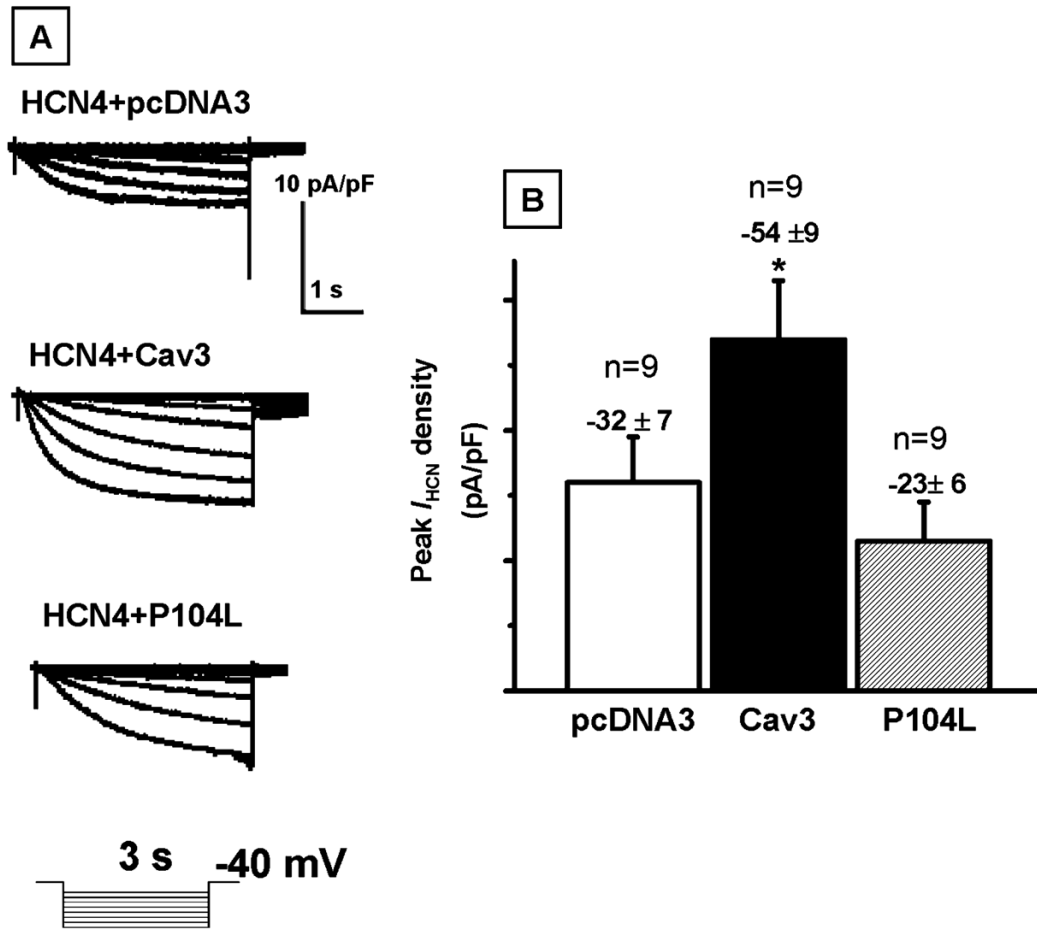 A
HCN4+pcDNA3
10 pA/pF
1 s
HCN4+Cav3
HCN4+P104L
3 s
-40 mV
B
n=9
-54 ±9
*
n=9
-32 ± 7
n=9
-23± 6
Peak I_HCN density
(pA/pF)
pcDNA3
Cav3
P104L